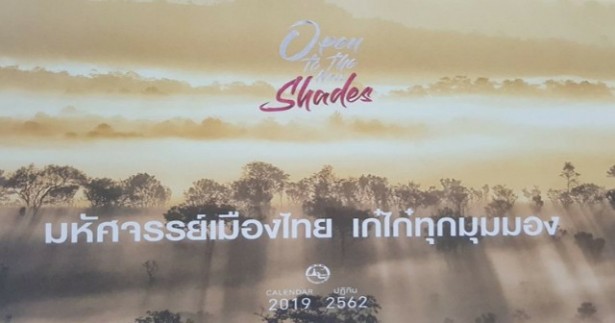 Open
To The
New
Shades
มหัศจรรย์เมืองไทย เก๋ไก๋ทุกมุมมอง
CALENDAR ปฏิทิน
2019 2562